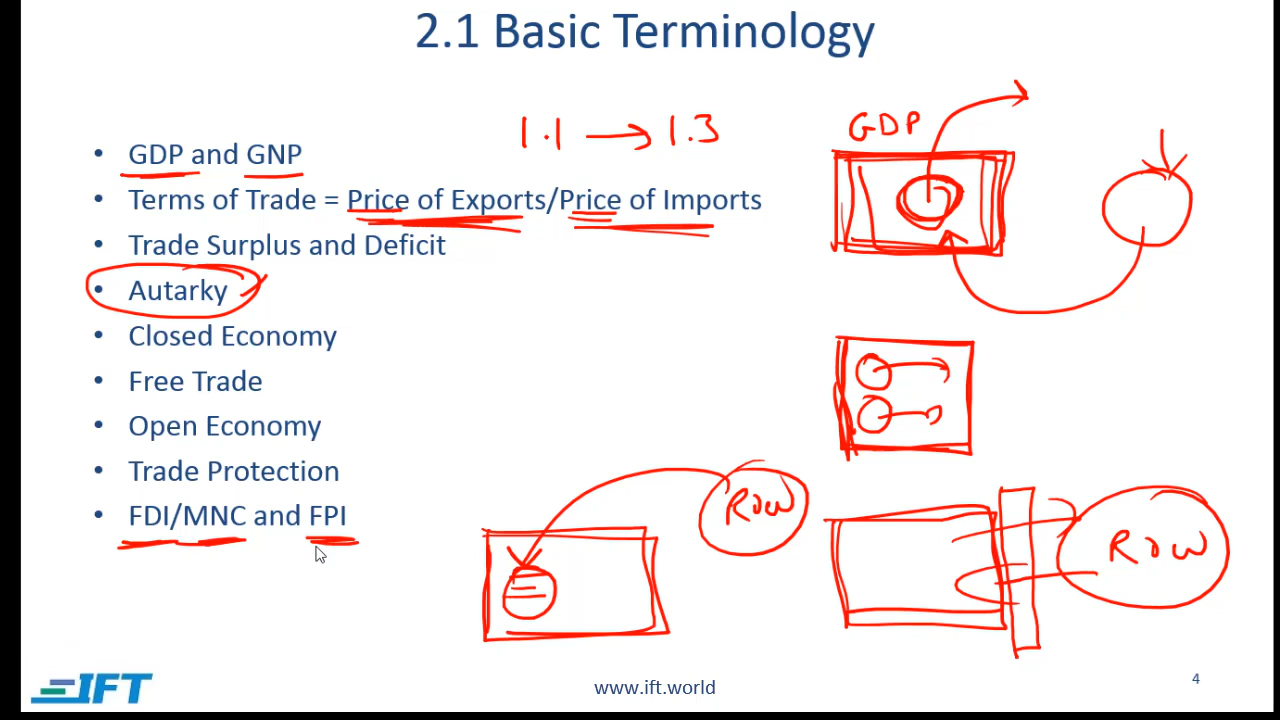 2.1 Basic Terminology
1.1 → 1.3
GDP
• GDP and GNP
• Terms of Trade = Price of Exports/Price of Imports
• Trade Surplus and Deficit
• Autarky
• Closed Economy
• Free Trade
• Open Economy
• Trade Protection
• FDI/MNC and FPI
Row
Row
IFT
www.ift.world
4